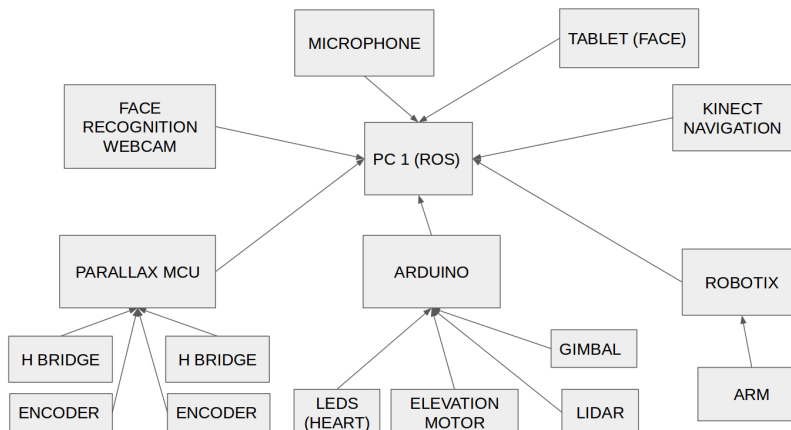 MICROPHONE
TABLET (FACE)
FACE
RECOGNITION
WEBCAM
PC 1 (ROS)
KINECT
NAVIGATION
PARALLAX MCU
ARDUINO
ROBOTIX
H BRIDGE
H BRIDGE
GIMBAL
ENCODER
ENCODER
LEDS
(HEART)
ELEVATION
MOTOR
LIDAR
ARM